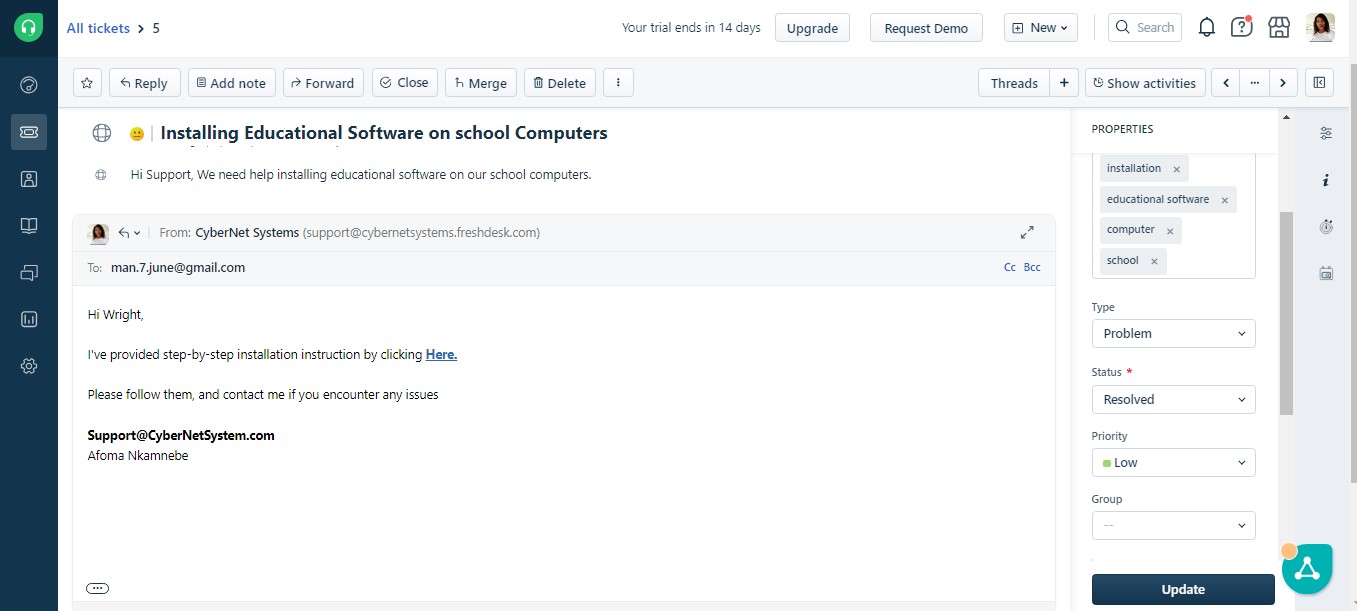 All tickets > 5
Your trial ends in 14 days
Upgrade
Request Demo
New
Search
Reply
Add note
Forward
Close
Merge
Delete
Threads
+
Show activities
Installing Educational Software on school Computers
Hi Support, We need help installing educational software on our school computers.
From: CyberNet Systems (support@cybernetsystems.freshdesk.com)
To: man.7.june@gmail.com
Cc Bcc
Hi Wright,
I've provided step-by-step installation instruction by clicking Here.
Please follow them, and contact me if you encounter any issues
Support@CyberNetSystem.com
Afoma Nkamnebe
PROPERTIES
installation ×
educational software ×
computer ×
school ×
Type
Problem
Status *
Resolved
Priority
Low
Group
--
Update